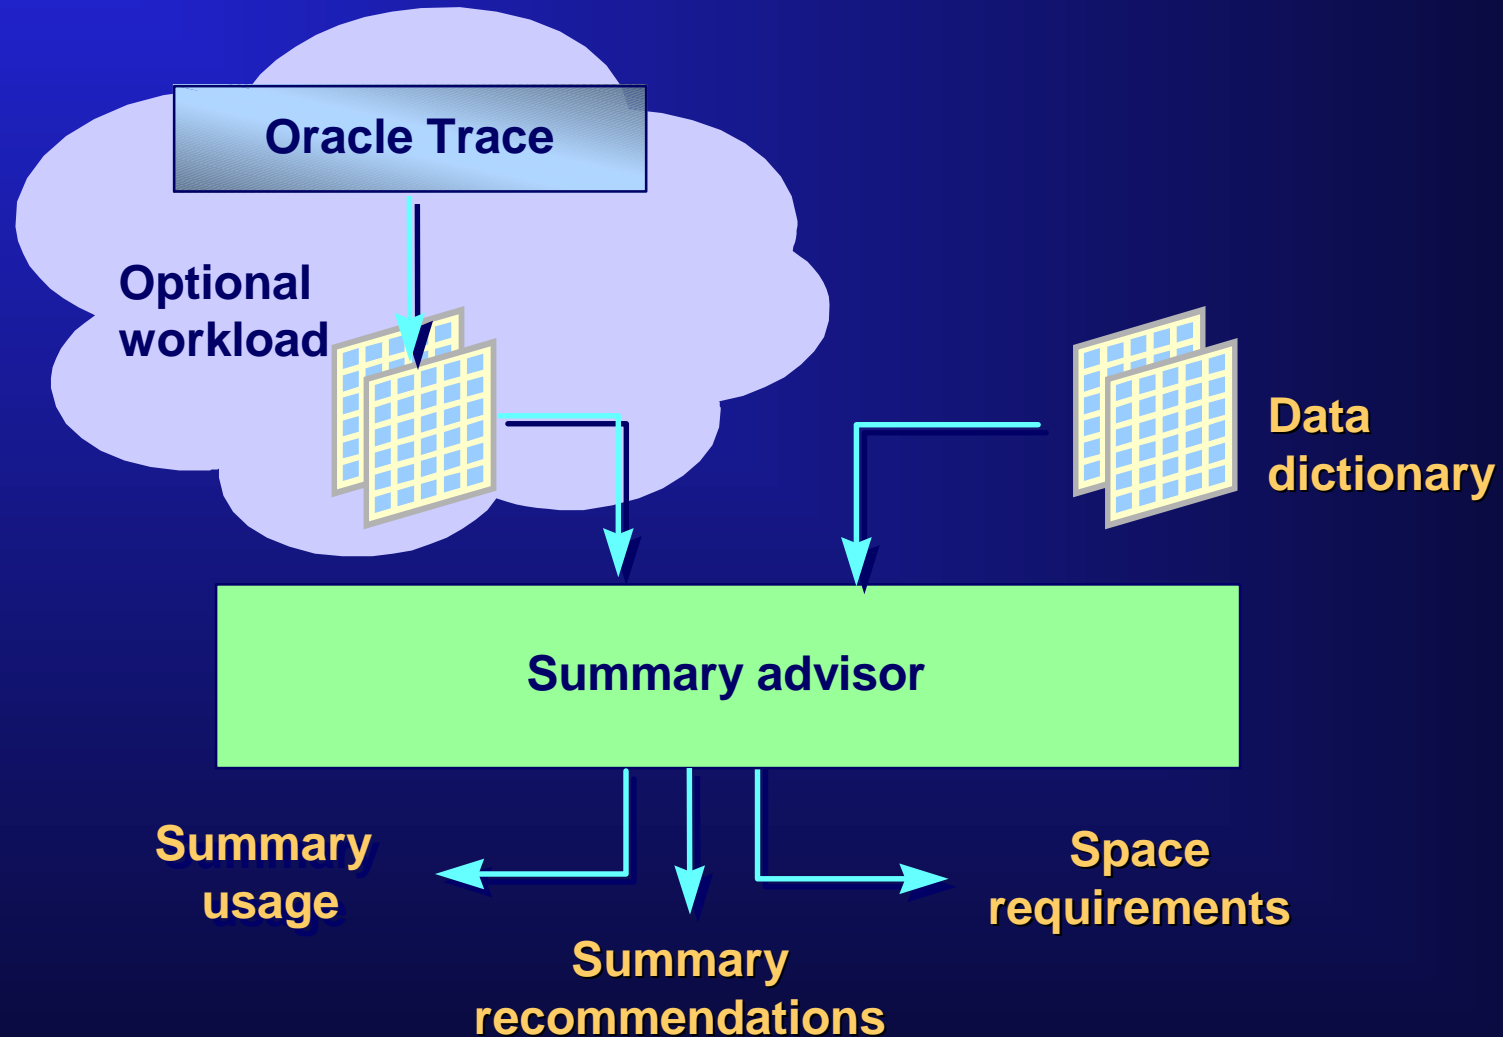 Oracle Trace
Optional
workload
Data
dictionary
Summary advisor
Summary
usage
Space
requirements
Summary
recommendations